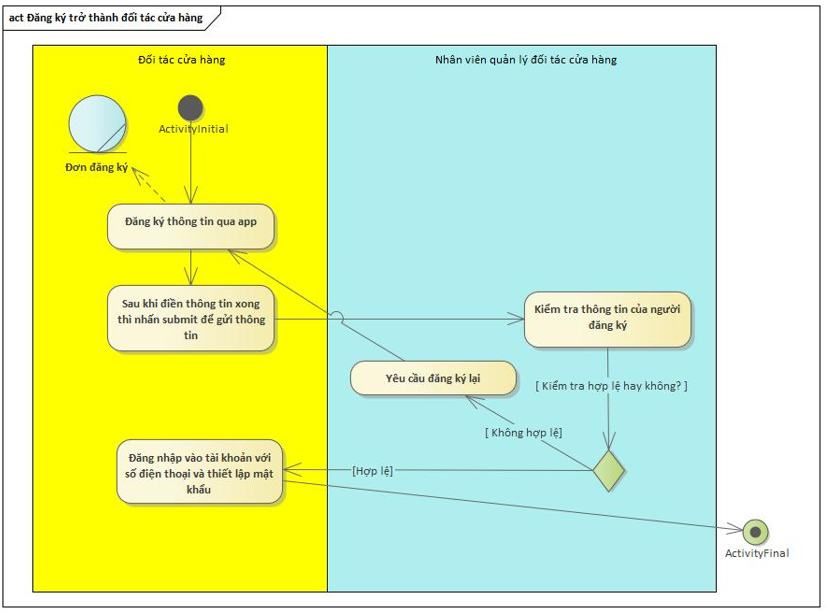 act Đăng ký trở thành đối tác cửa hàng
Đối tác cửa hàng
Nhân viên quản lý đối tác cửa hàng
ActivityInitial
Đơn đăng ký
Đăng ký thông tin qua app
Sau khi điền thông tin xong
thì nhấn submit để gửi thông
tin
Kiểm tra thông tin của người
đăng ký
Yêu cầu đăng ký lại
[ Kiểm tra hợp lệ hay không? ]
[ Không hợp lệ]
Đăng nhập vào tài khoản với
số điện thoại và thiết lập mật
khẩu
[Hợp lệ]
ActivityFinal